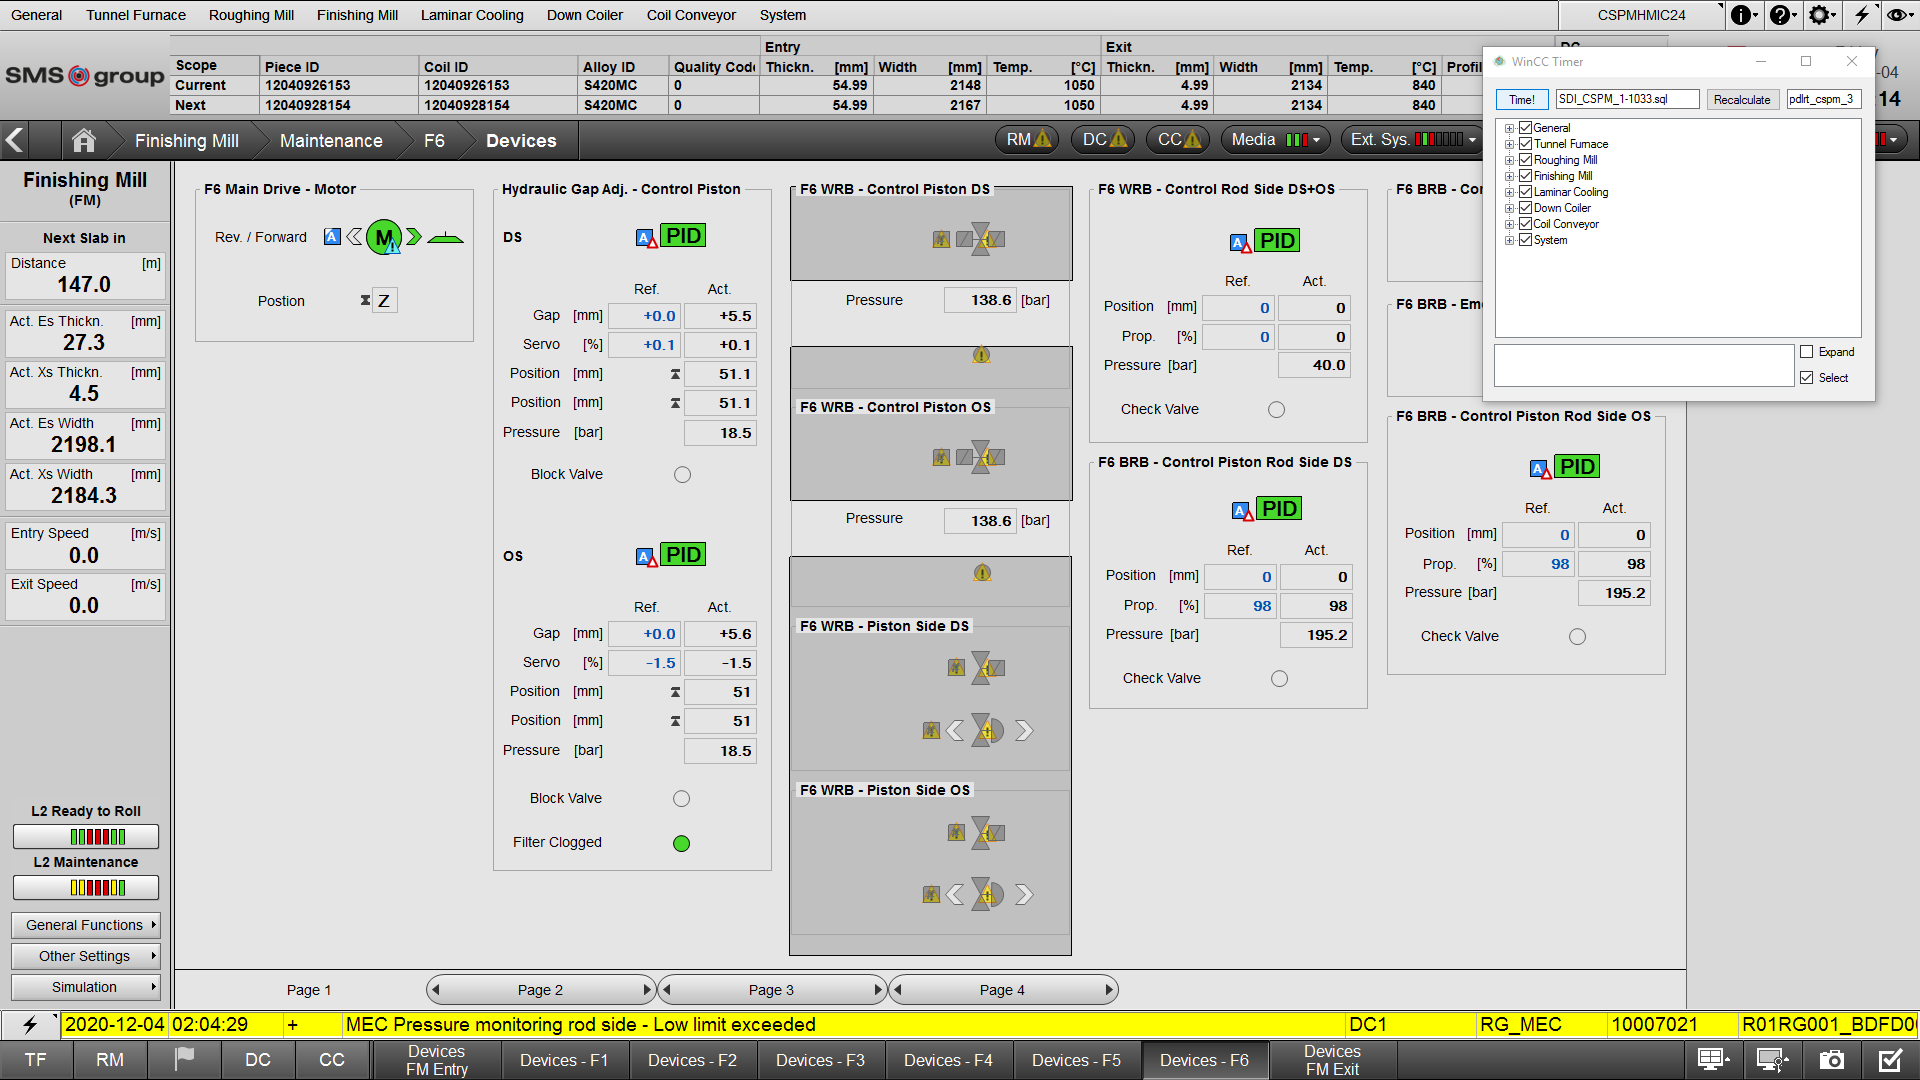 General Tunnel Furnace Roughing Mill Finishing Mill Laminar Cooling Down Coiler Coil Conveyor System CSPMHMIC24
SMS group
Entry Exit
Scope Piece ID Coil ID Alloy ID Quality Code Thickn. [mm] Width [mm] Temp. [°C] Thickn. [mm] Width [mm] Temp. [°C]
Current 12040926153 12040926153 S420MC 0 54.99 2148 1050 4.99 2134 840
Next 12040928154 12040928154 S420MC 0 54.99 2167 1050 4.99 2134 840
-04
14
Finishing Mill Maintenance F6 Devices RM DC CC Media Ext. Sys.
WinCC Timer
Time! SDI_CSPM_1-1033.sql Recalculate pdlrt_cspm_3
General
Tunnel Furnace
Roughing Mill
Finishing Mill
Laminar Cooling
Down Coiler
Coil Conveyor
System
Expand
Select
Finishing Mill
(FM)
Next Slab in
Distance [m]
147.0
Act. Es Thickn. [mm]
27.3
Act. Xs Thickn. [mm]
4.5
Act. Es Width [mm]
2198.1
Act. Xs Width [mm]
2184.3
Entry Speed [m/s]
0.0
Exit Speed [m/s]
0.0
L2 Ready to Roll
L2 Maintenance
General Functions
Other Settings
Simulation
F6 Main Drive - Motor
Rev. / Forward A M
Postion Z
Hydraulic Gap Adj. - Control Piston
DS A PID
Ref. Act.
Gap [mm] +0.0 +5.5
Servo [%] +0.1 +0.1
Position [mm] 51.1
Position [mm] 51.1
Pressure [bar] 18.5
Block Valve
OS A PID
Ref. Act.
Gap [mm] +0.0 +5.6
Servo [%] -1.5 -1.5
Position [mm] 51
Position [mm] 51
Pressure [bar] 18.5
Block Valve
Filter Clogged
F6 WRB - Control Piston DS
Pressure 138.6 [bar]
F6 WRB - Control Piston OS
Pressure 138.6 [bar]
F6 WRB - Piston Side DS
F6 WRB - Piston Side OS
F6 WRB - Control Rod Side DS+OS
A PID
Ref. Act.
Position [mm] 0 0
Prop. [%] 0 0
Pressure [bar] 40.0
Check Valve
F6 BRB - Control Piston Rod Side DS
A PID
Ref. Act.
Position [mm] 0 0
Prop. [%] 98 98
Pressure [bar] 195.2
Check Valve
F6 BRB - Control Piston Rod Side OS
A PID
Ref. Act.
Position [mm] 0 0
Prop. [%] 98 98
Pressure [bar] 195.2
Check Valve
Page 1 Page 2 Page 3 Page 4
2020-12-04 02:04:29 + MEC Pressure monitoring rod side - Low limit exceeded DC1 RG_MEC 10007021
TF RM DC CC Devices FM Entry Devices - F1 Devices - F2 Devices - F3 Devices - F4 Devices - F5 Devices - F6 Devices FM Exit